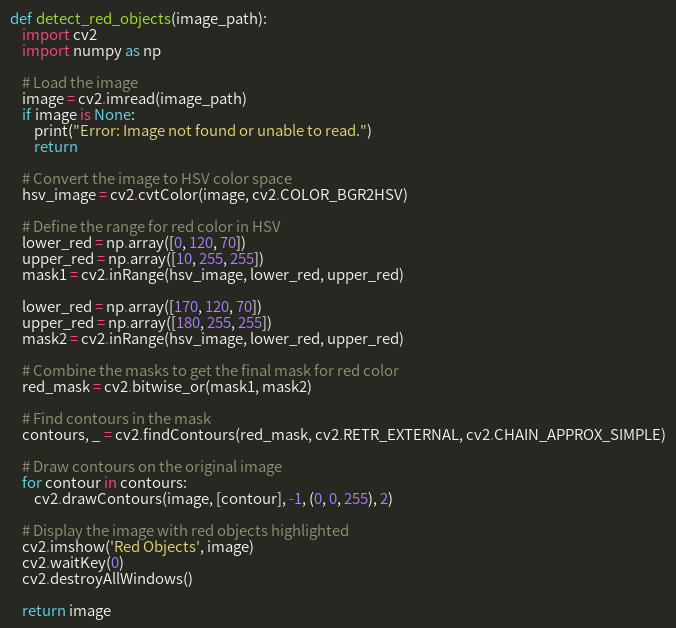 def detect_red_objects(image_path):
    import cv2
    import numpy as np

    # Load the image
    image = cv2.imread(image_path)
    if image is None:
        print("Error: Image not found or unable to read.")
        return

    # Convert the image to HSV color space
    hsv_image = cv2.cvtColor(image, cv2.COLOR_BGR2HSV)

    # Define the range for red color in HSV
    lower_red = np.array([0, 120, 70])
    upper_red = np.array([10, 255, 255])
    mask1 = cv2.inRange(hsv_image, lower_red, upper_red)

    lower_red = np.array([170, 120, 70])
    upper_red = np.array([180, 255, 255])
    mask2 = cv2.inRange(hsv_image, lower_red, upper_red)

    # Combine the masks to get the final mask for red color
    red_mask = cv2.bitwise_or(mask1, mask2)

    # Find contours in the mask
    contours, _ = cv2.findContours(red_mask, cv2.RETR_EXTERNAL, cv2.CHAIN_APPROX_SIMPLE)

    # Draw contours on the original image
    for contour in contours:
        cv2.drawContours(image, [contour], -1, (0, 0, 255), 2)

    # Display the image with red objects highlighted
    cv2.imshow('Red Objects', image)
    cv2.waitKey(0)
    cv2.destroyAllWindows()

    return image